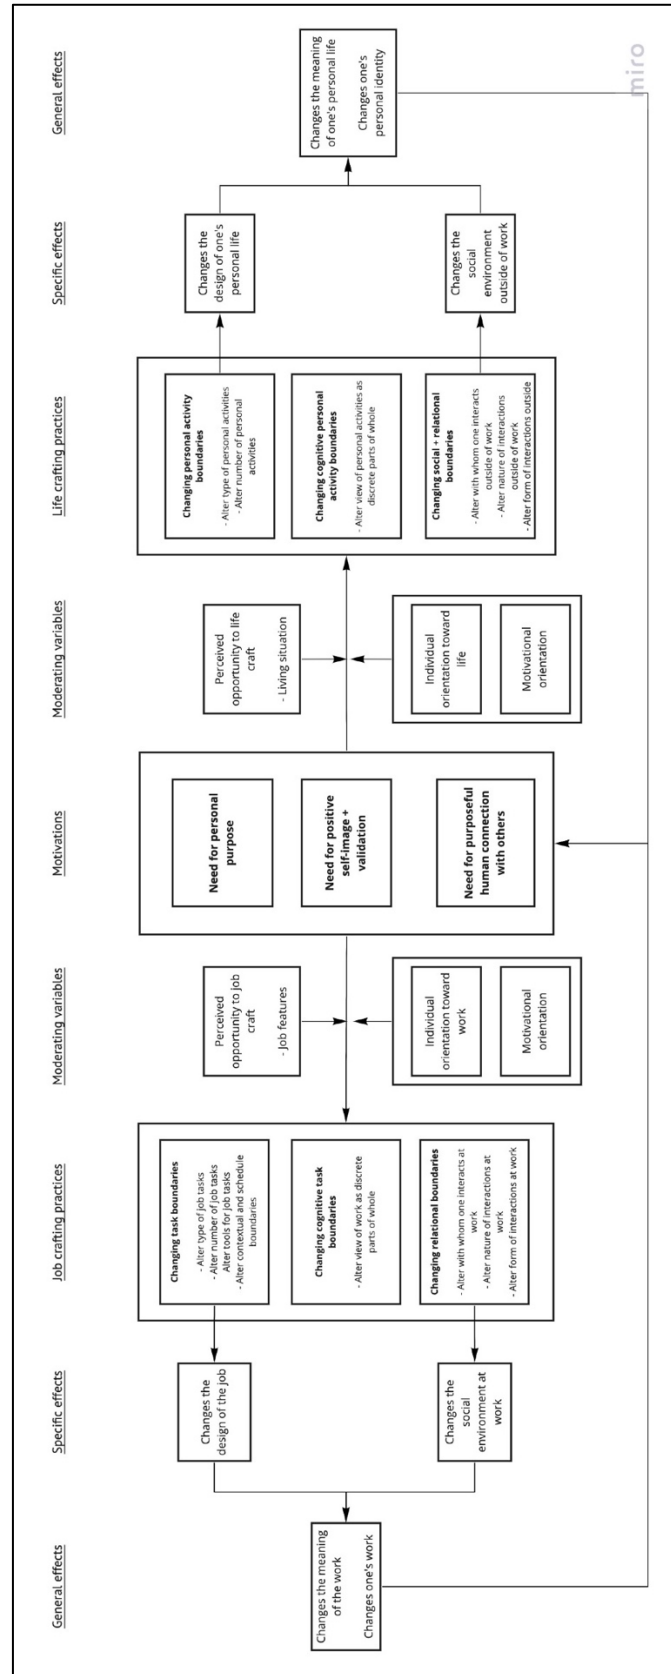 General effects
Specific effects
Job crafting practices
Moderating variables
Motivations
Moderating variables
Life crafting practices
Specific effects
General effects
Changes the meaning
of the work
Changes one's work
Changes the
design of the job
Changes the
social
environment at
work
Changing task boundaries
- Alter type of job tasks
- Alter number of job tasks
Alter tools for job tasks
- Alter contextual and schedule
boundaries
Changing cognitive task
boundaries
- Alter view of work as discrete
parts of whole
Changing relational boundaries
- Alter with whom one interacts at
work
- Alter nature of interactions at
work
- Alter form of interactions at work
Perceived
opportunity to job
craft
- Job features
Individual
orientation toward
work
Motivational
orientation
Need for personal
purpose
Need for positive
self-image +
validation
Need for purposeful
human connection
with others
Perceived
opportunity to life
craft
- Living situation
Individual
orientation toward
life
Motivational
orientation
Changing personal activity
boundaries
- Alter type of personal activities
- Alter number of personal
activities
Changing cognitive personal
activity boundaries
- Alter view of personal activities as
discrete parts of whole
Changing social + relational
boundaries
- Alter with whom one interacts
outside of work
- Alter nature of interactions
outside of work
- Alter form of interactions outside
Changes the
design of one's
personal life
Changes the
social
environment
outside of work
Changes the meaning
of one's personal life
Changes one's
personal identity
miro